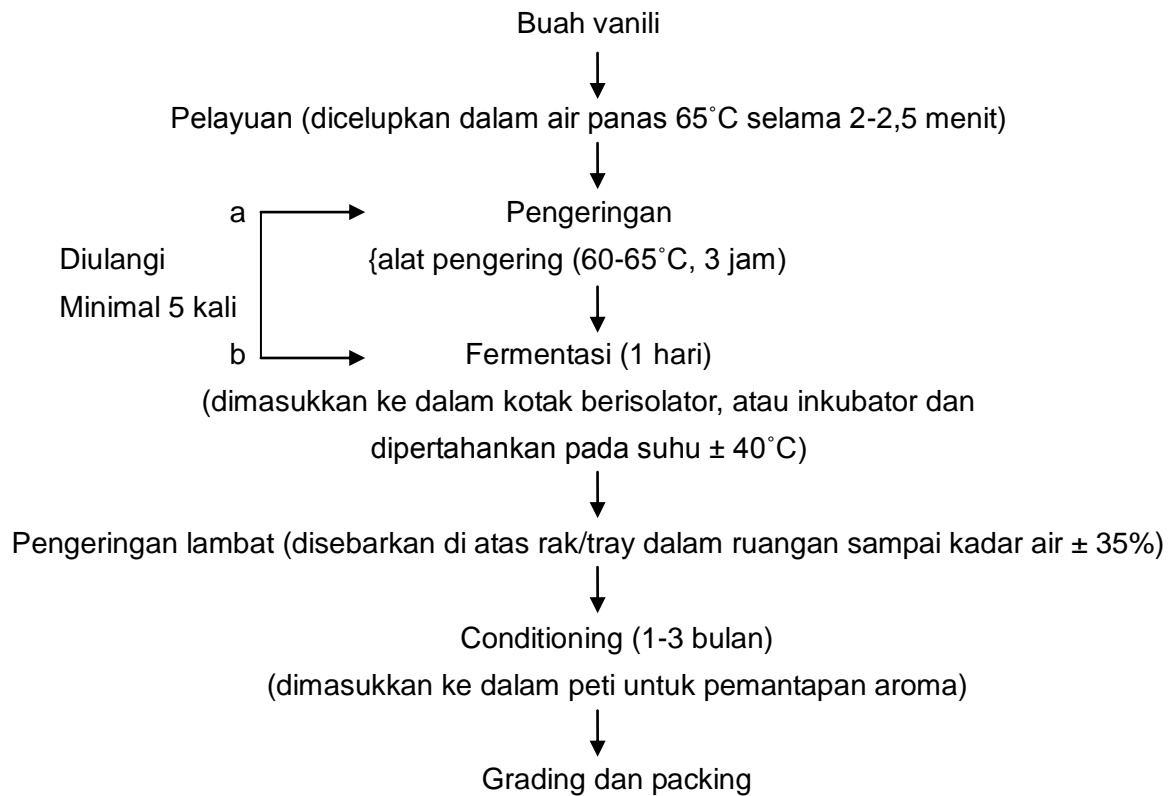 Buah vanili
Pelayuan (dicelupkan dalam air panas 65˚C selama 2-2,5 menit)
a Pengeringan
Diulangi {alat pengering (60-65˚C, 3 jam)
Minimal 5 kali
b Fermentasi (1 hari)
(dimasukkan ke dalam kotak berisolator, atau inkubator dan
dipertahankan pada suhu ± 40˚C)
Pengeringan lambat (disebarkan di atas rak/tray dalam ruangan sampai kadar air ± 35%)
Conditioning (1-3 bulan)
(dimasukkan ke dalam peti untuk pemantapan aroma)
Grading dan packing